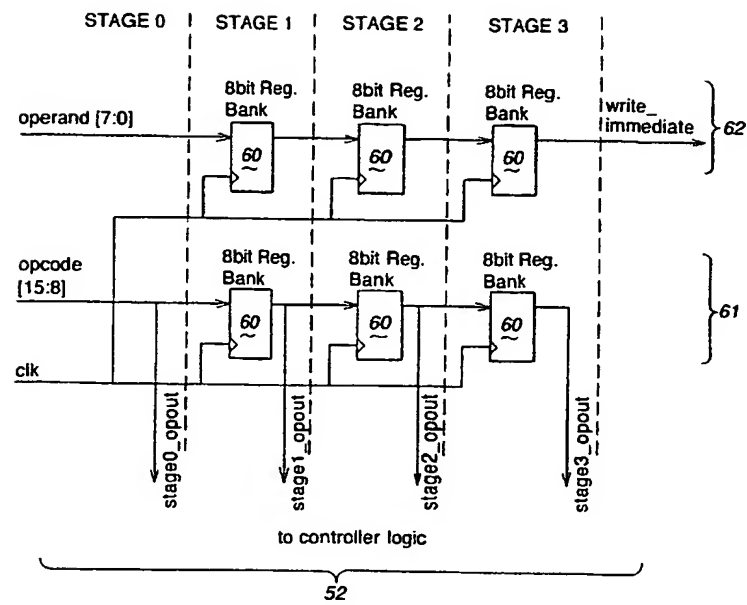 STAGE 0
STAGE 1
STAGE 2
STAGE 3
8bit Reg.
Bank
8bit Reg.
Bank
8bit Reg.
Bank
operand [7:0]
60
60
60
write_
immediate
62
opcode
[15:8]
8bit Reg.
Bank
8bit Reg.
Bank
8bit Reg.
Bank
60
60
60
61
clk
stage0_opout
stage1_opout
stage2_opout
stage3_opout
to controller logic
52